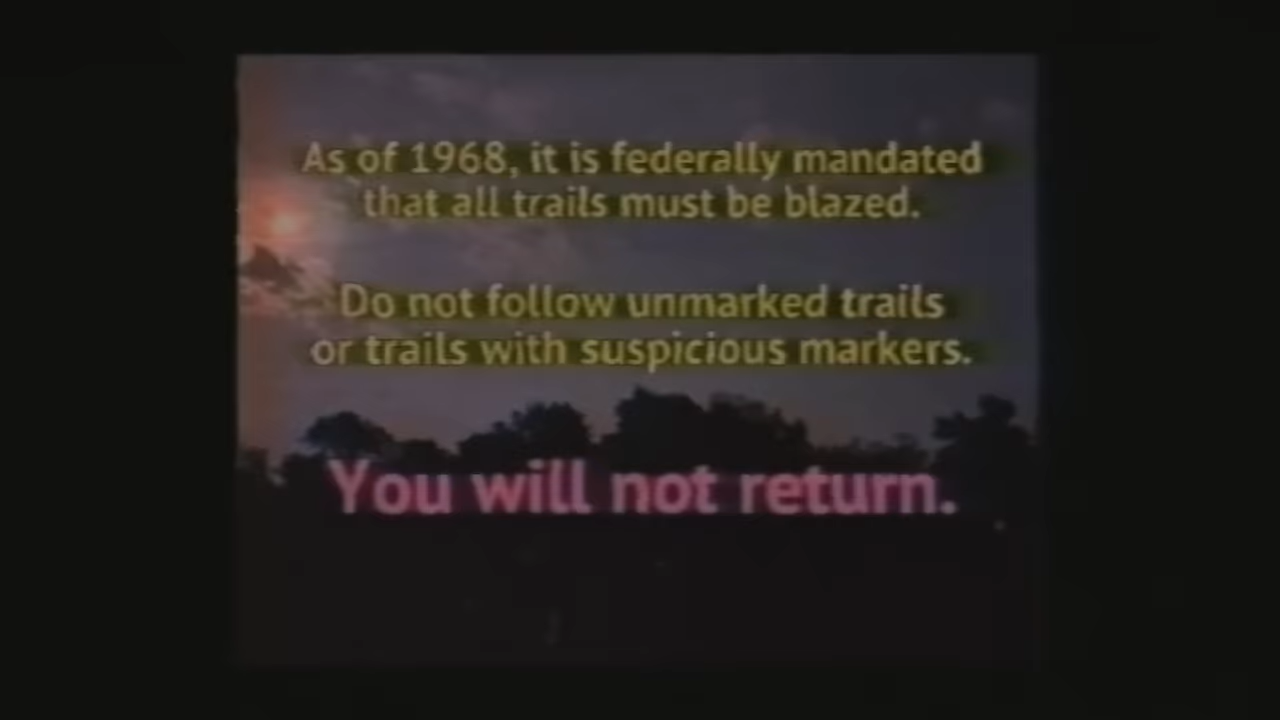 As of 1968, it is federally mandated
that all trails must be blazed.
Do not follow unmarked trails
or trails with suspicious markers.
You will not return.